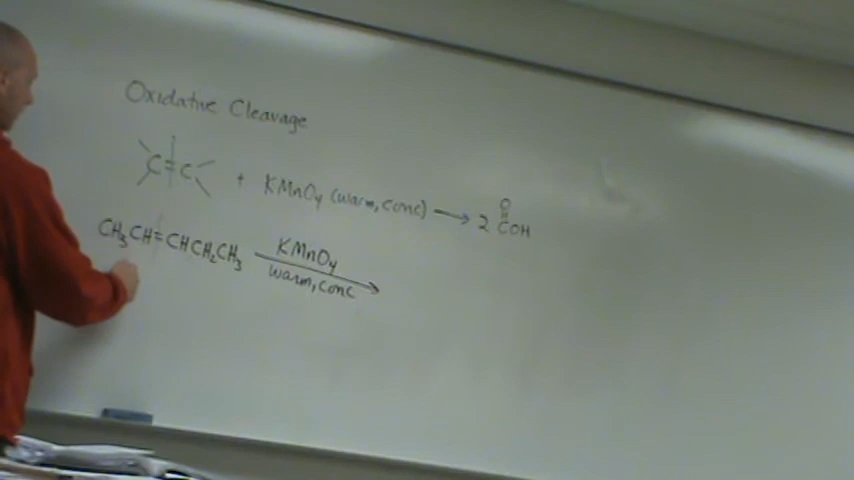 Oxidative Cleavage
C=C + KMnO4 (warm, conc) → 2 COH
O
CH3CH=CHCH2CH3 KMnO4 →
warm, conc